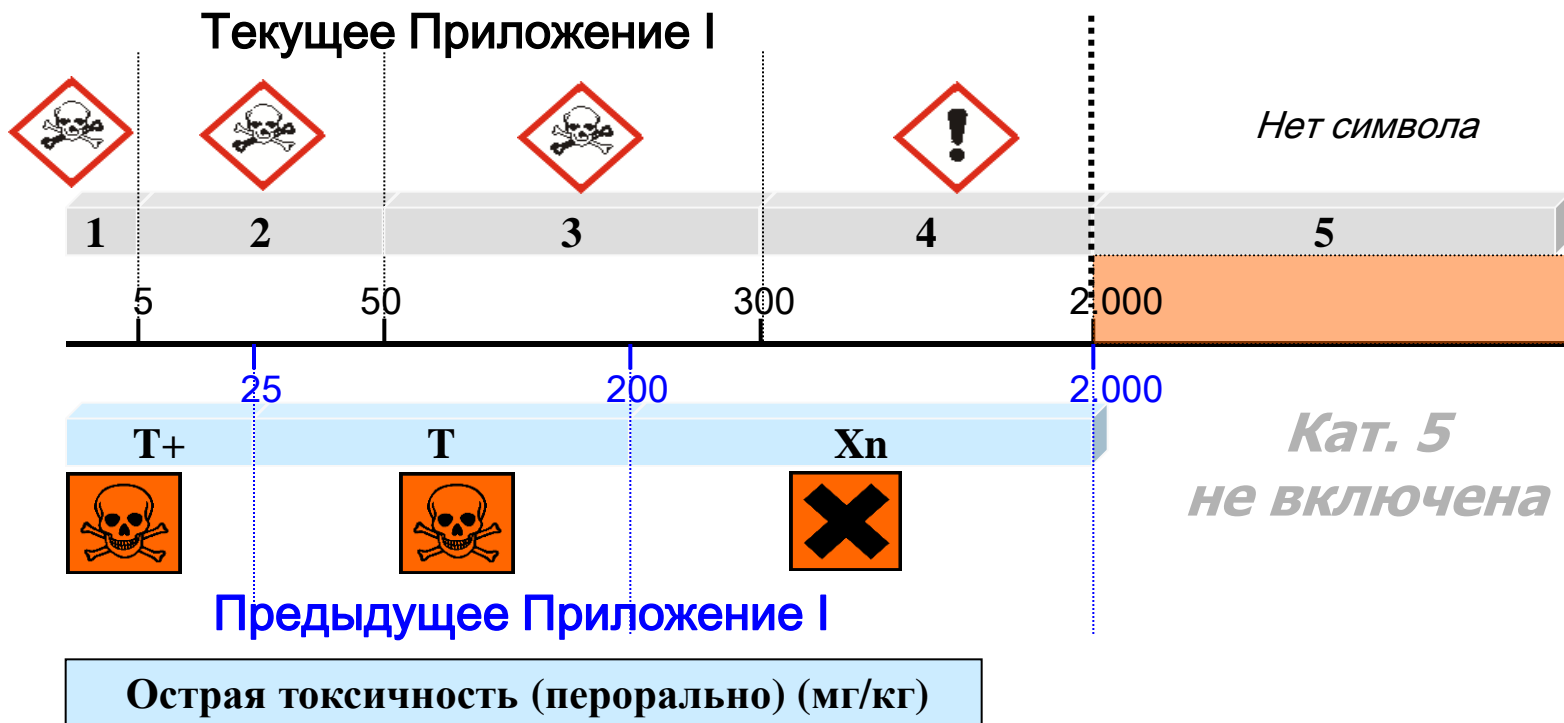 Текущее Приложение I
Нет символа
1 2 3 4 5
5 50 300 2.000
25 200 2.000
T+ T Xn
Кат. 5
не включена
Предыдущее Приложение I
Острая токсичность (перорально) (мг/кг)